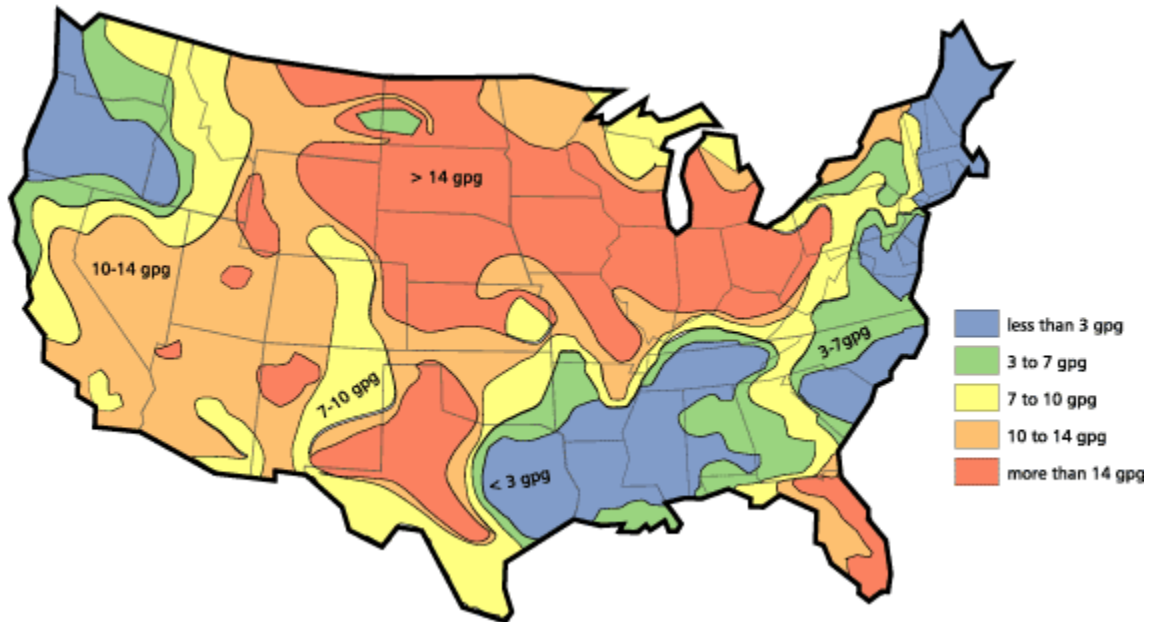 > 14 gpg
10-14 gpg
7-10 gpg
3-7gpg
< 3 gpg
less than 3 gpg
3 to 7 gpg
7 to 10 gpg
10 to 14 gpg
more than 14 gpg